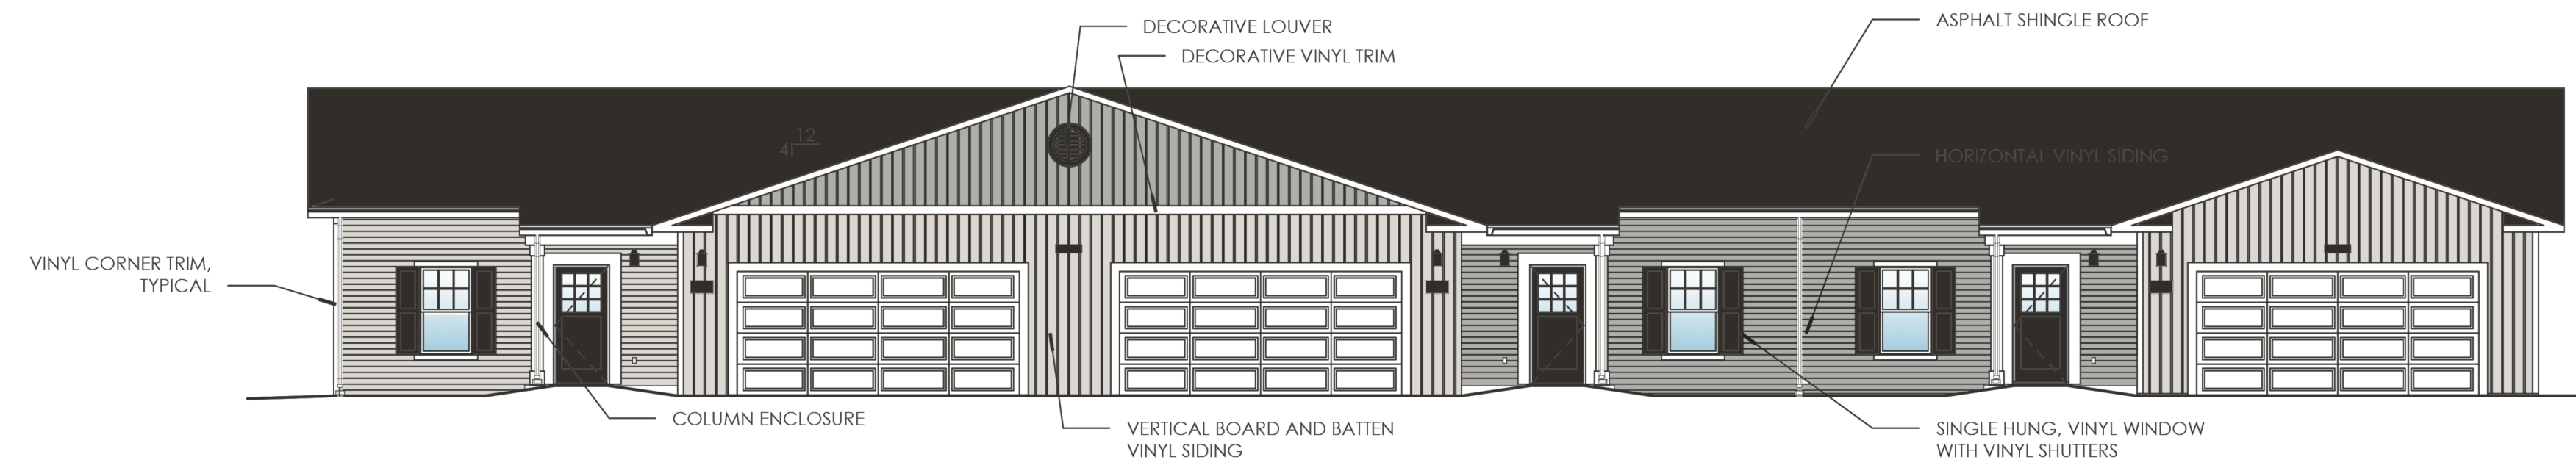 DECORATIVE LOUVER
ASPHALT SHINGLE ROOF
DECORATIVE VINYL TRIM
12
4
HORIZONTAL VINYL SIDING
VINYL CORNER TRIM,
TYPICAL
COLUMN ENCLOSURE
VERTICAL BOARD AND BATTEN
VINYL SIDING
SINGLE HUNG, VINYL WINDOW
WITH VINYL SHUTTERS